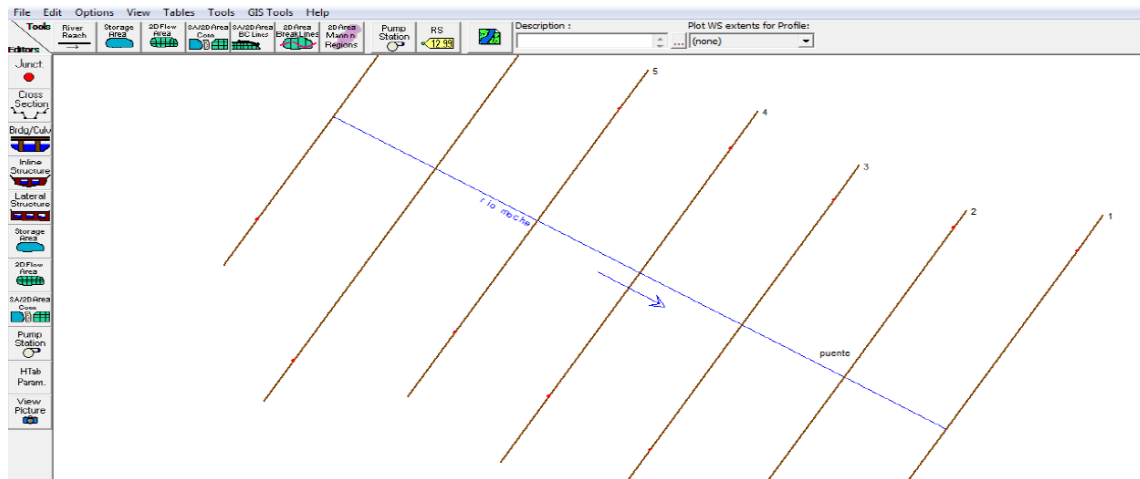 File Edit Options View Tables Tools GIS Tools Help
Tools
Editors
River Reach
Storage Area
2D Flow Area
SA/2D Area Conn
SA/2D Area BC Lines
2D Area BreakLines
2D Area Mann n Regions
Pump Station
RS
12.99
Description :
...
Plot WS extents for Profile:
(none)
Junct.
Cross Section
Brdg/Culv
Inline Structure
Lateral Structure
Storage Area
2D Flow Area
SA/2D Area Conn
Pump Station
HTab Param.
View Picture
5
4
3
2
1
rio moche
puente